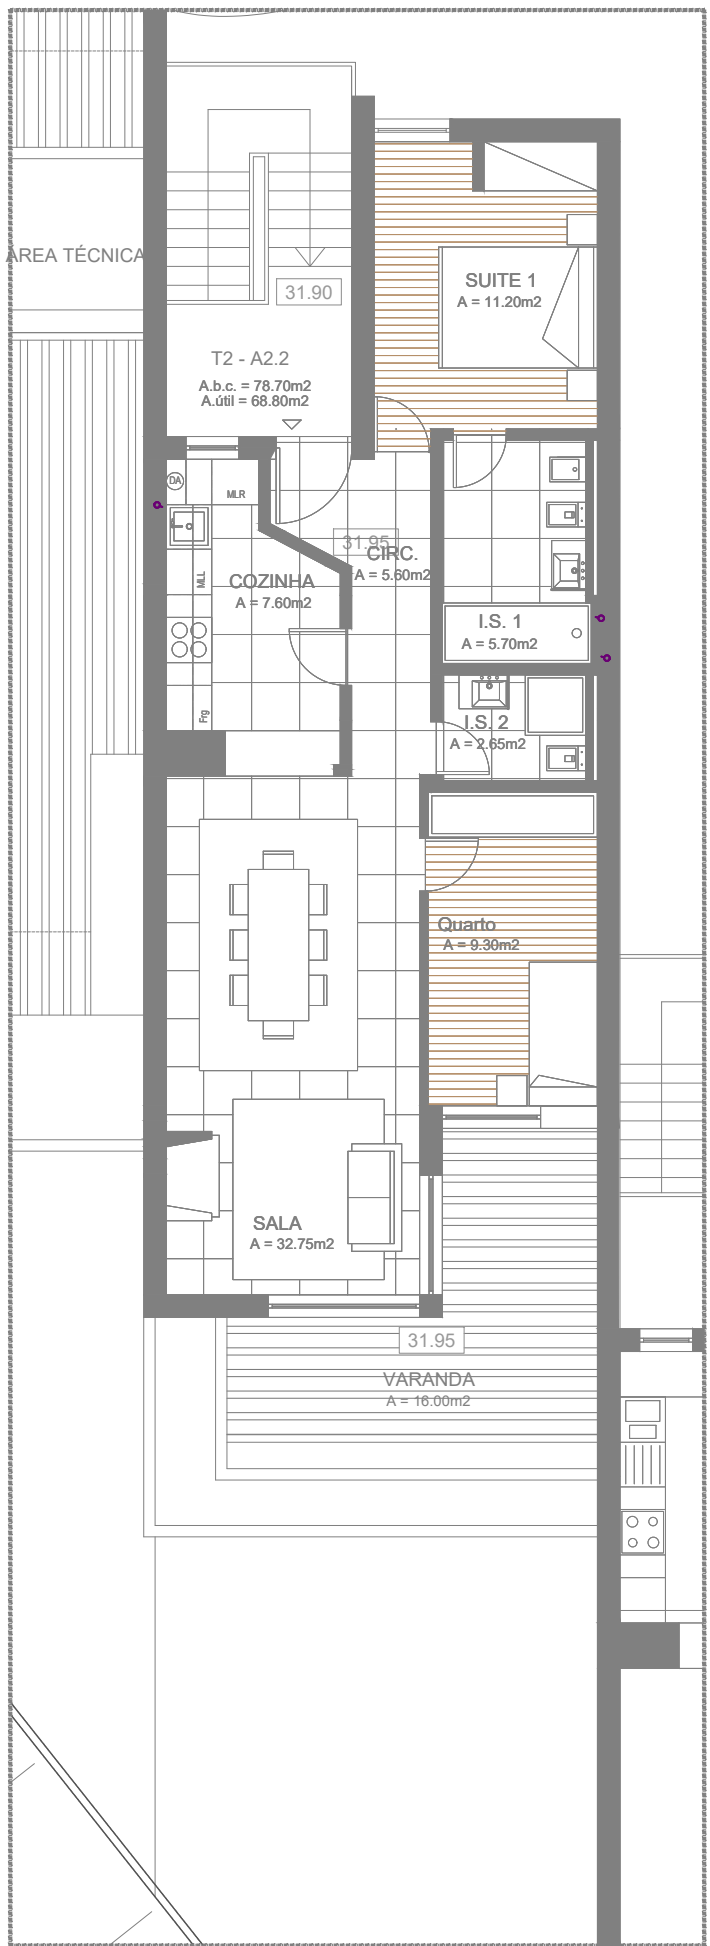 ÁREA TÉCNICA
SUITE 1
A = 11.20m2
31.90
T2 - A2.2
A.b.c. = 78.70m2
A.útil = 68.80m2
DA
MLR
31.95
CIRC.
A = 5.60m2
MLL
COZINHA
A = 7.60m2
I.S. 1
A = 5.70m2
Frg
I.S. 2
A = 2.65m2
Quarto
A = 9.30m2
SALA
A = 32.75m2
31.95
VARANDA
A = 16.00m2